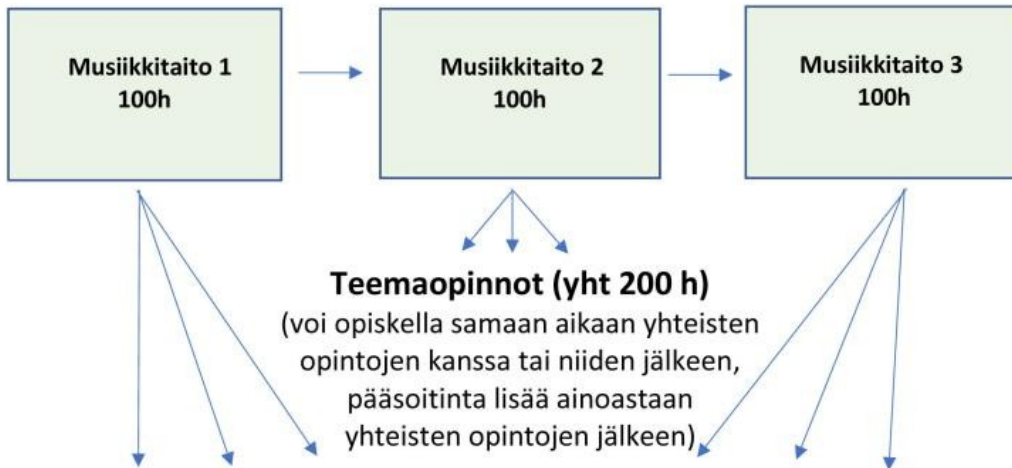 Musiikkitaito 1
100h
Musiikkitaito 2
100h
Musiikkitaito 3
100h
Teemaopinnot (yht 200 h)
(voi opiskella samaan aikaan yhteisten
opintojen kanssa tai niiden jälkeen,
pääsoitinta lisää ainoastaan
yhteisten opintojen jälkeen)